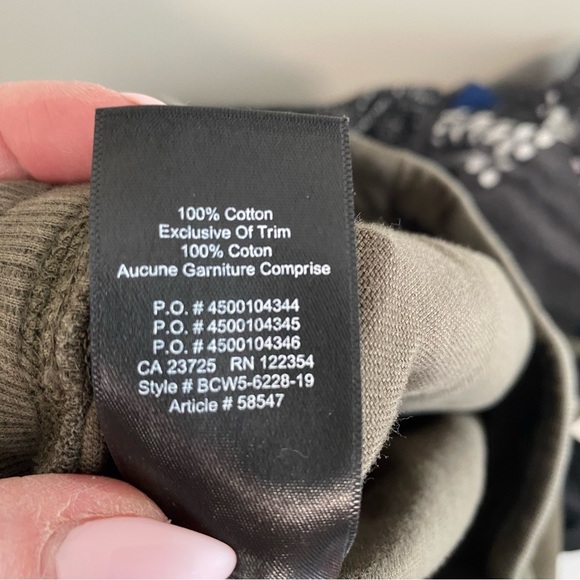 100% Cotton
Exclusive Of Trim
100% Coton
Aucune Garniture Comprise
P.O. # 4500104344
P.O. # 4500104345
P.O. # 4500104346
CA 23725 RN 122354
Style # BCW5-6228-19
Article # 58547